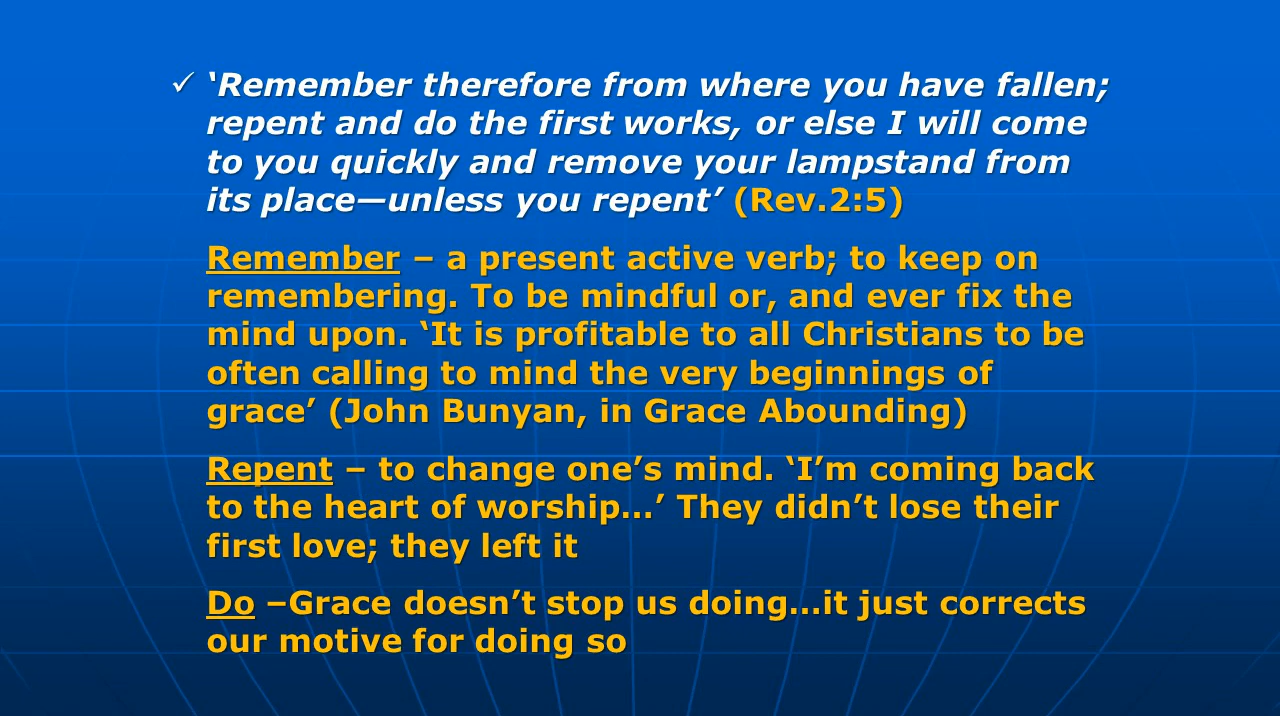 ✓ ‘Remember therefore from where you have fallen;
repent and do the first works, or else I will come
to you quickly and remove your lampstand from
its place—unless you repent’ (Rev.2:5)
Remember – a present active verb; to keep on
remembering. To be mindful or, and ever fix the
mind upon. ‘It is profitable to all Christians to be
often calling to mind the very beginnings of
grace’ (John Bunyan, in Grace Abounding)
Repent – to change one’s mind. ‘I’m coming back
to the heart of worship…’ They didn’t lose their
first love; they left it
Do –Grace doesn’t stop us doing…it just corrects
our motive for doing so